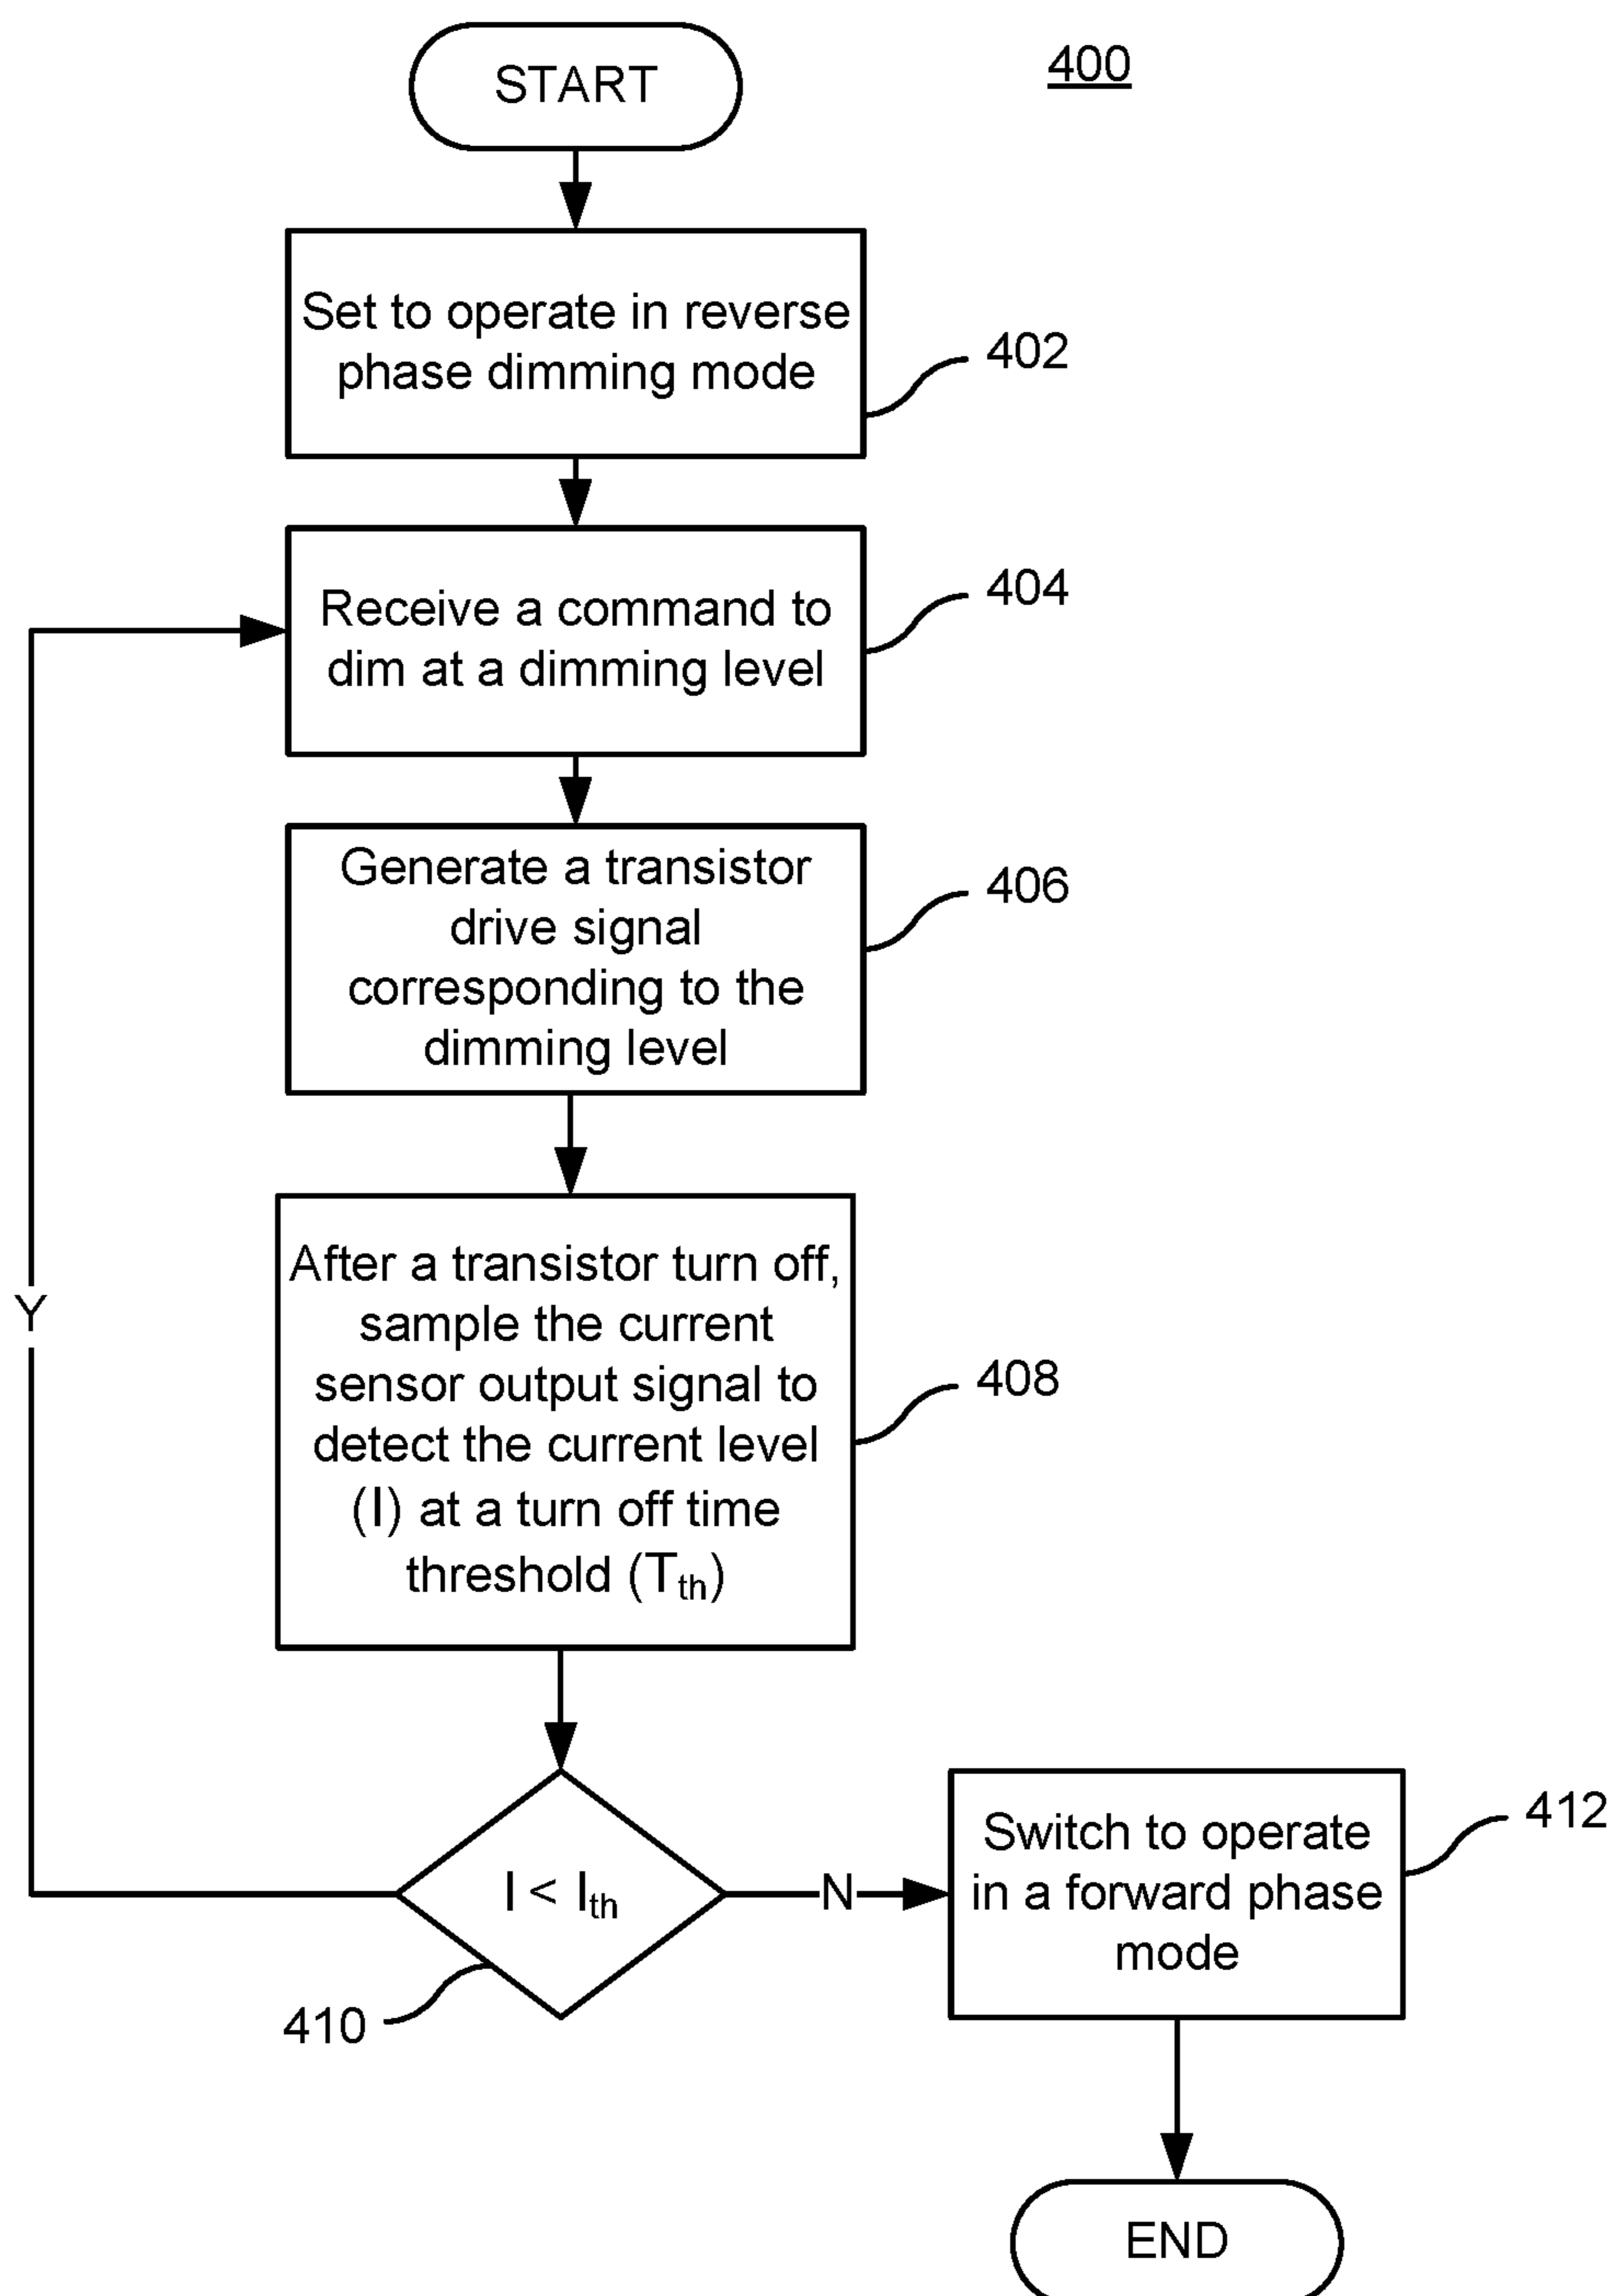 START
400
Set to operate in reverse
phase dimming mode
402
Receive a command to
dim at a dimming level
404
Generate a transistor
drive signal
corresponding to the
dimming level
406
After a transistor turn off,
sample the current
sensor output signal to
detect the current level
(I) at a turn off time
threshold (Tth)
408
Y
I < Ith
410
N
Switch to operate
in a forward phase
mode
412
END